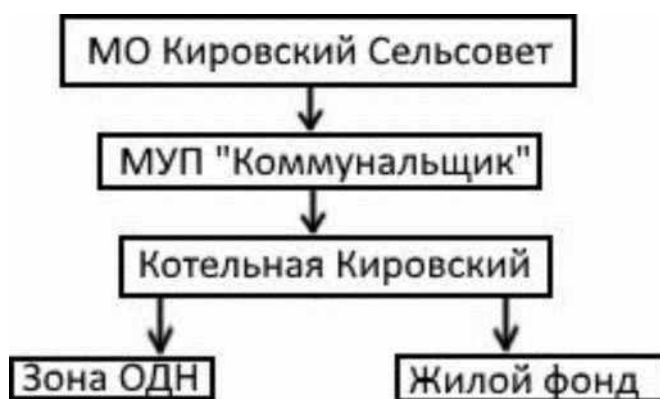 МО Кировский Сельсовет
МУП "Коммунальщик"
Котельная Кировский
Зона ОДН
Жилой фонд